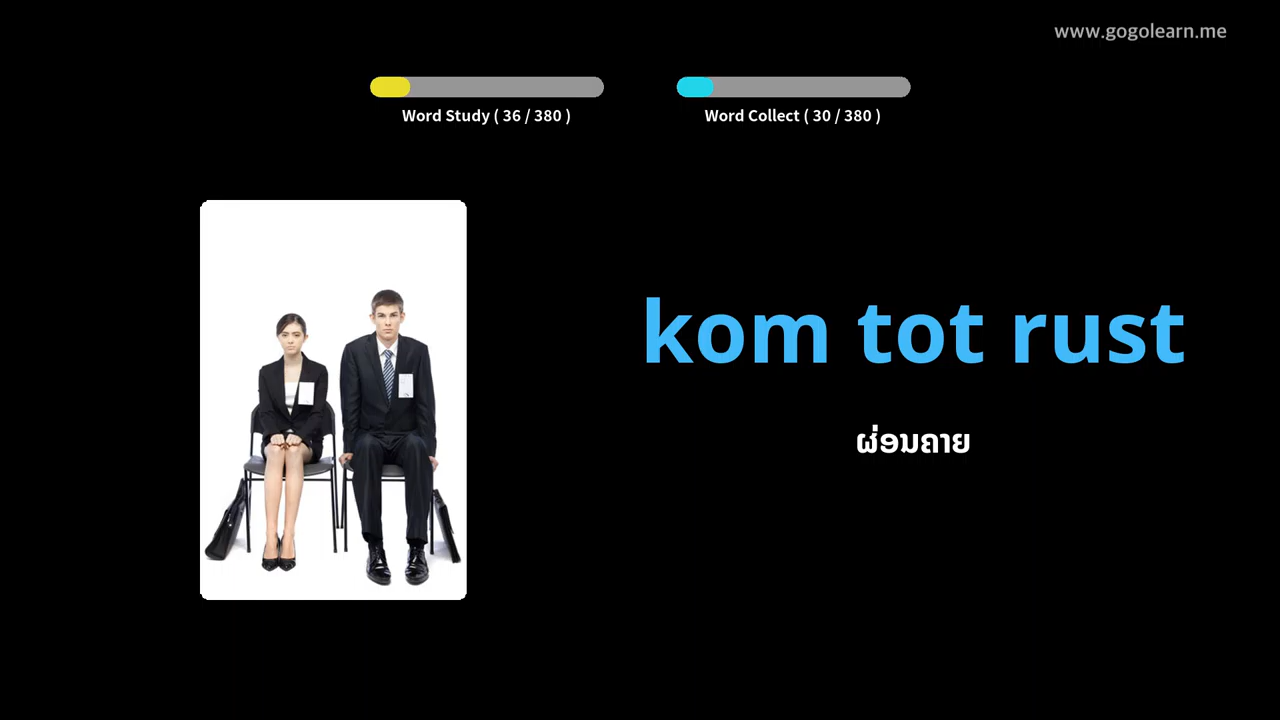 www.gogolearn.me
Word Study ( 36 / 380 )
Word Collect ( 30 / 380 )
kom tot rust
ຜ່ອນຄາຍ